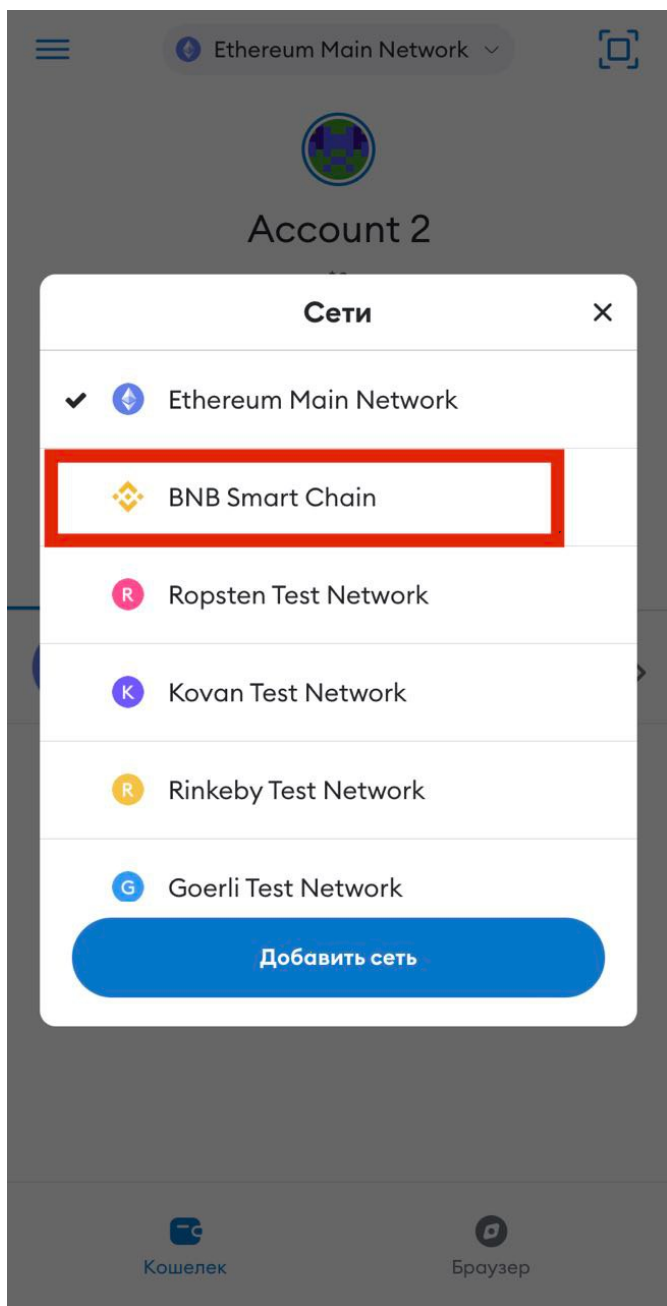 Ethereum Main Network
Account 2
Сети
Ethereum Main Network
BNB Smart Chain
R
Ropsten Test Network
K
Kovan Test Network
R
Rinkeby Test Network
G
Goerli Test Network
Добавить сеть
Кошелек
Браузер